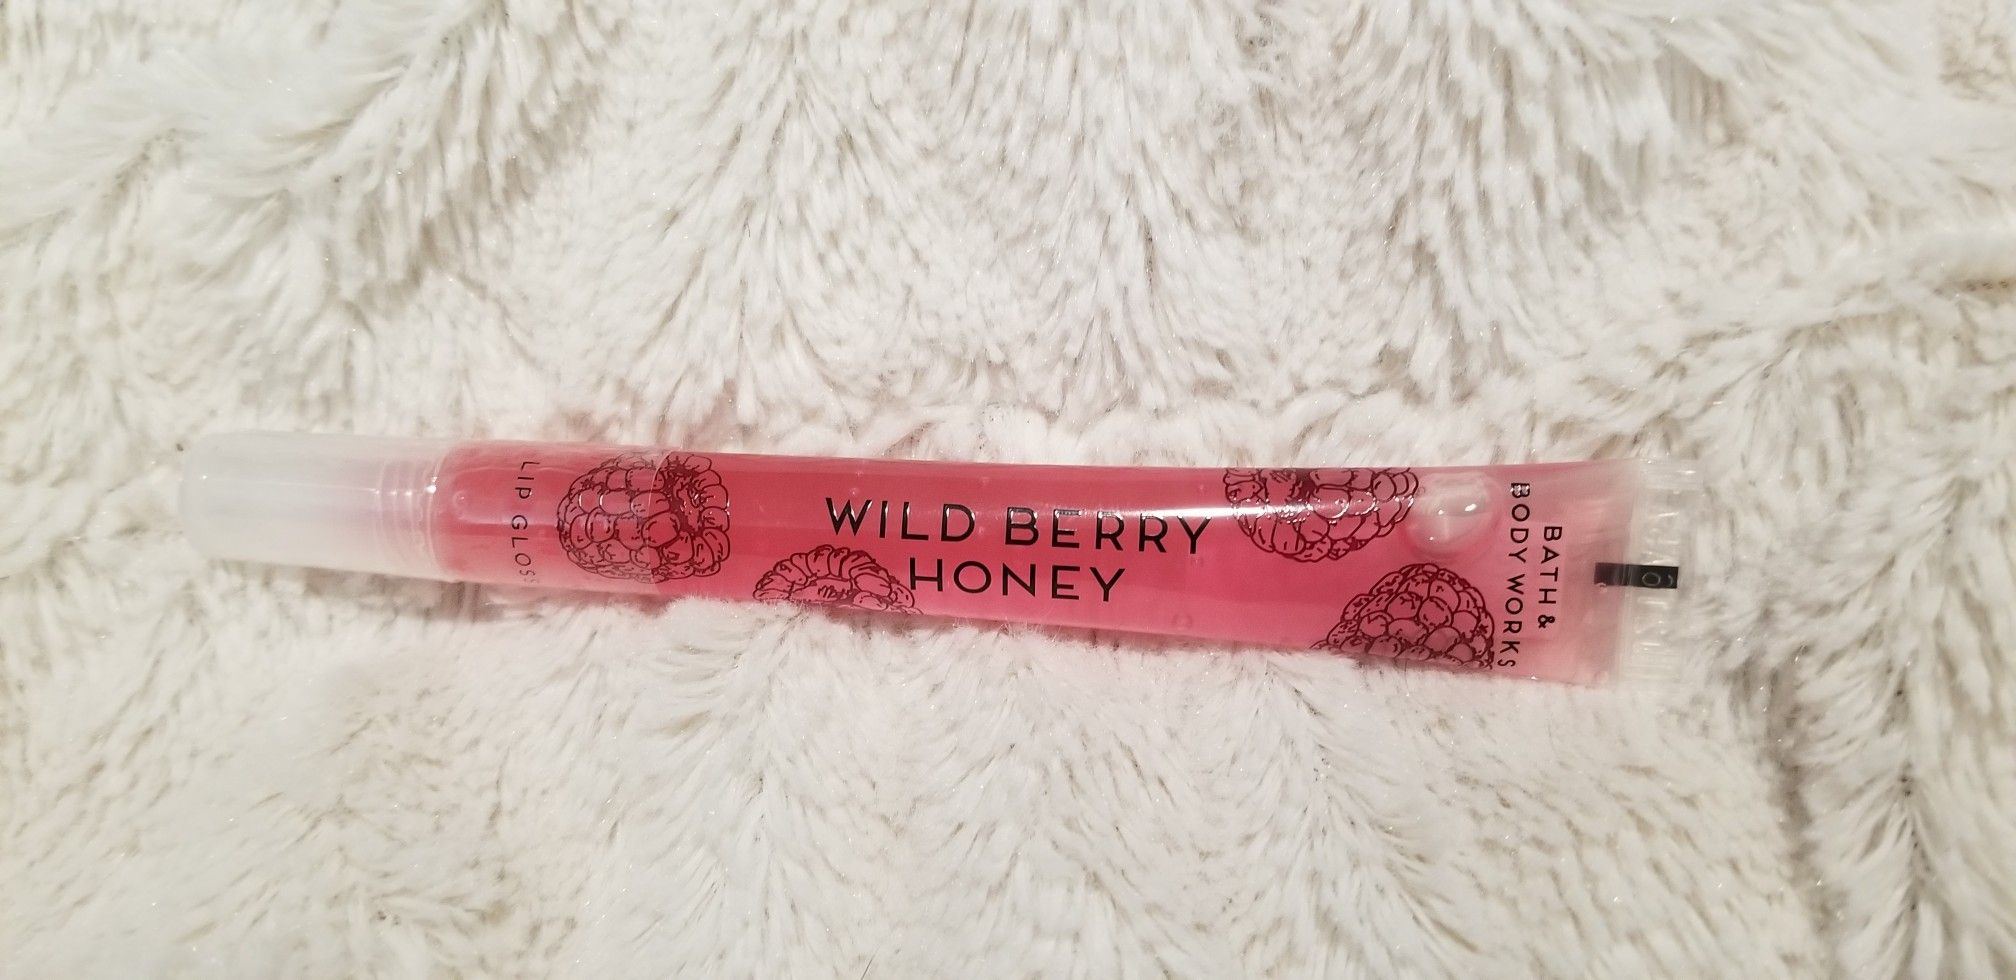 LIP GLOSS
WILD BERRY
HONEY
BATH &
BODY WORKS